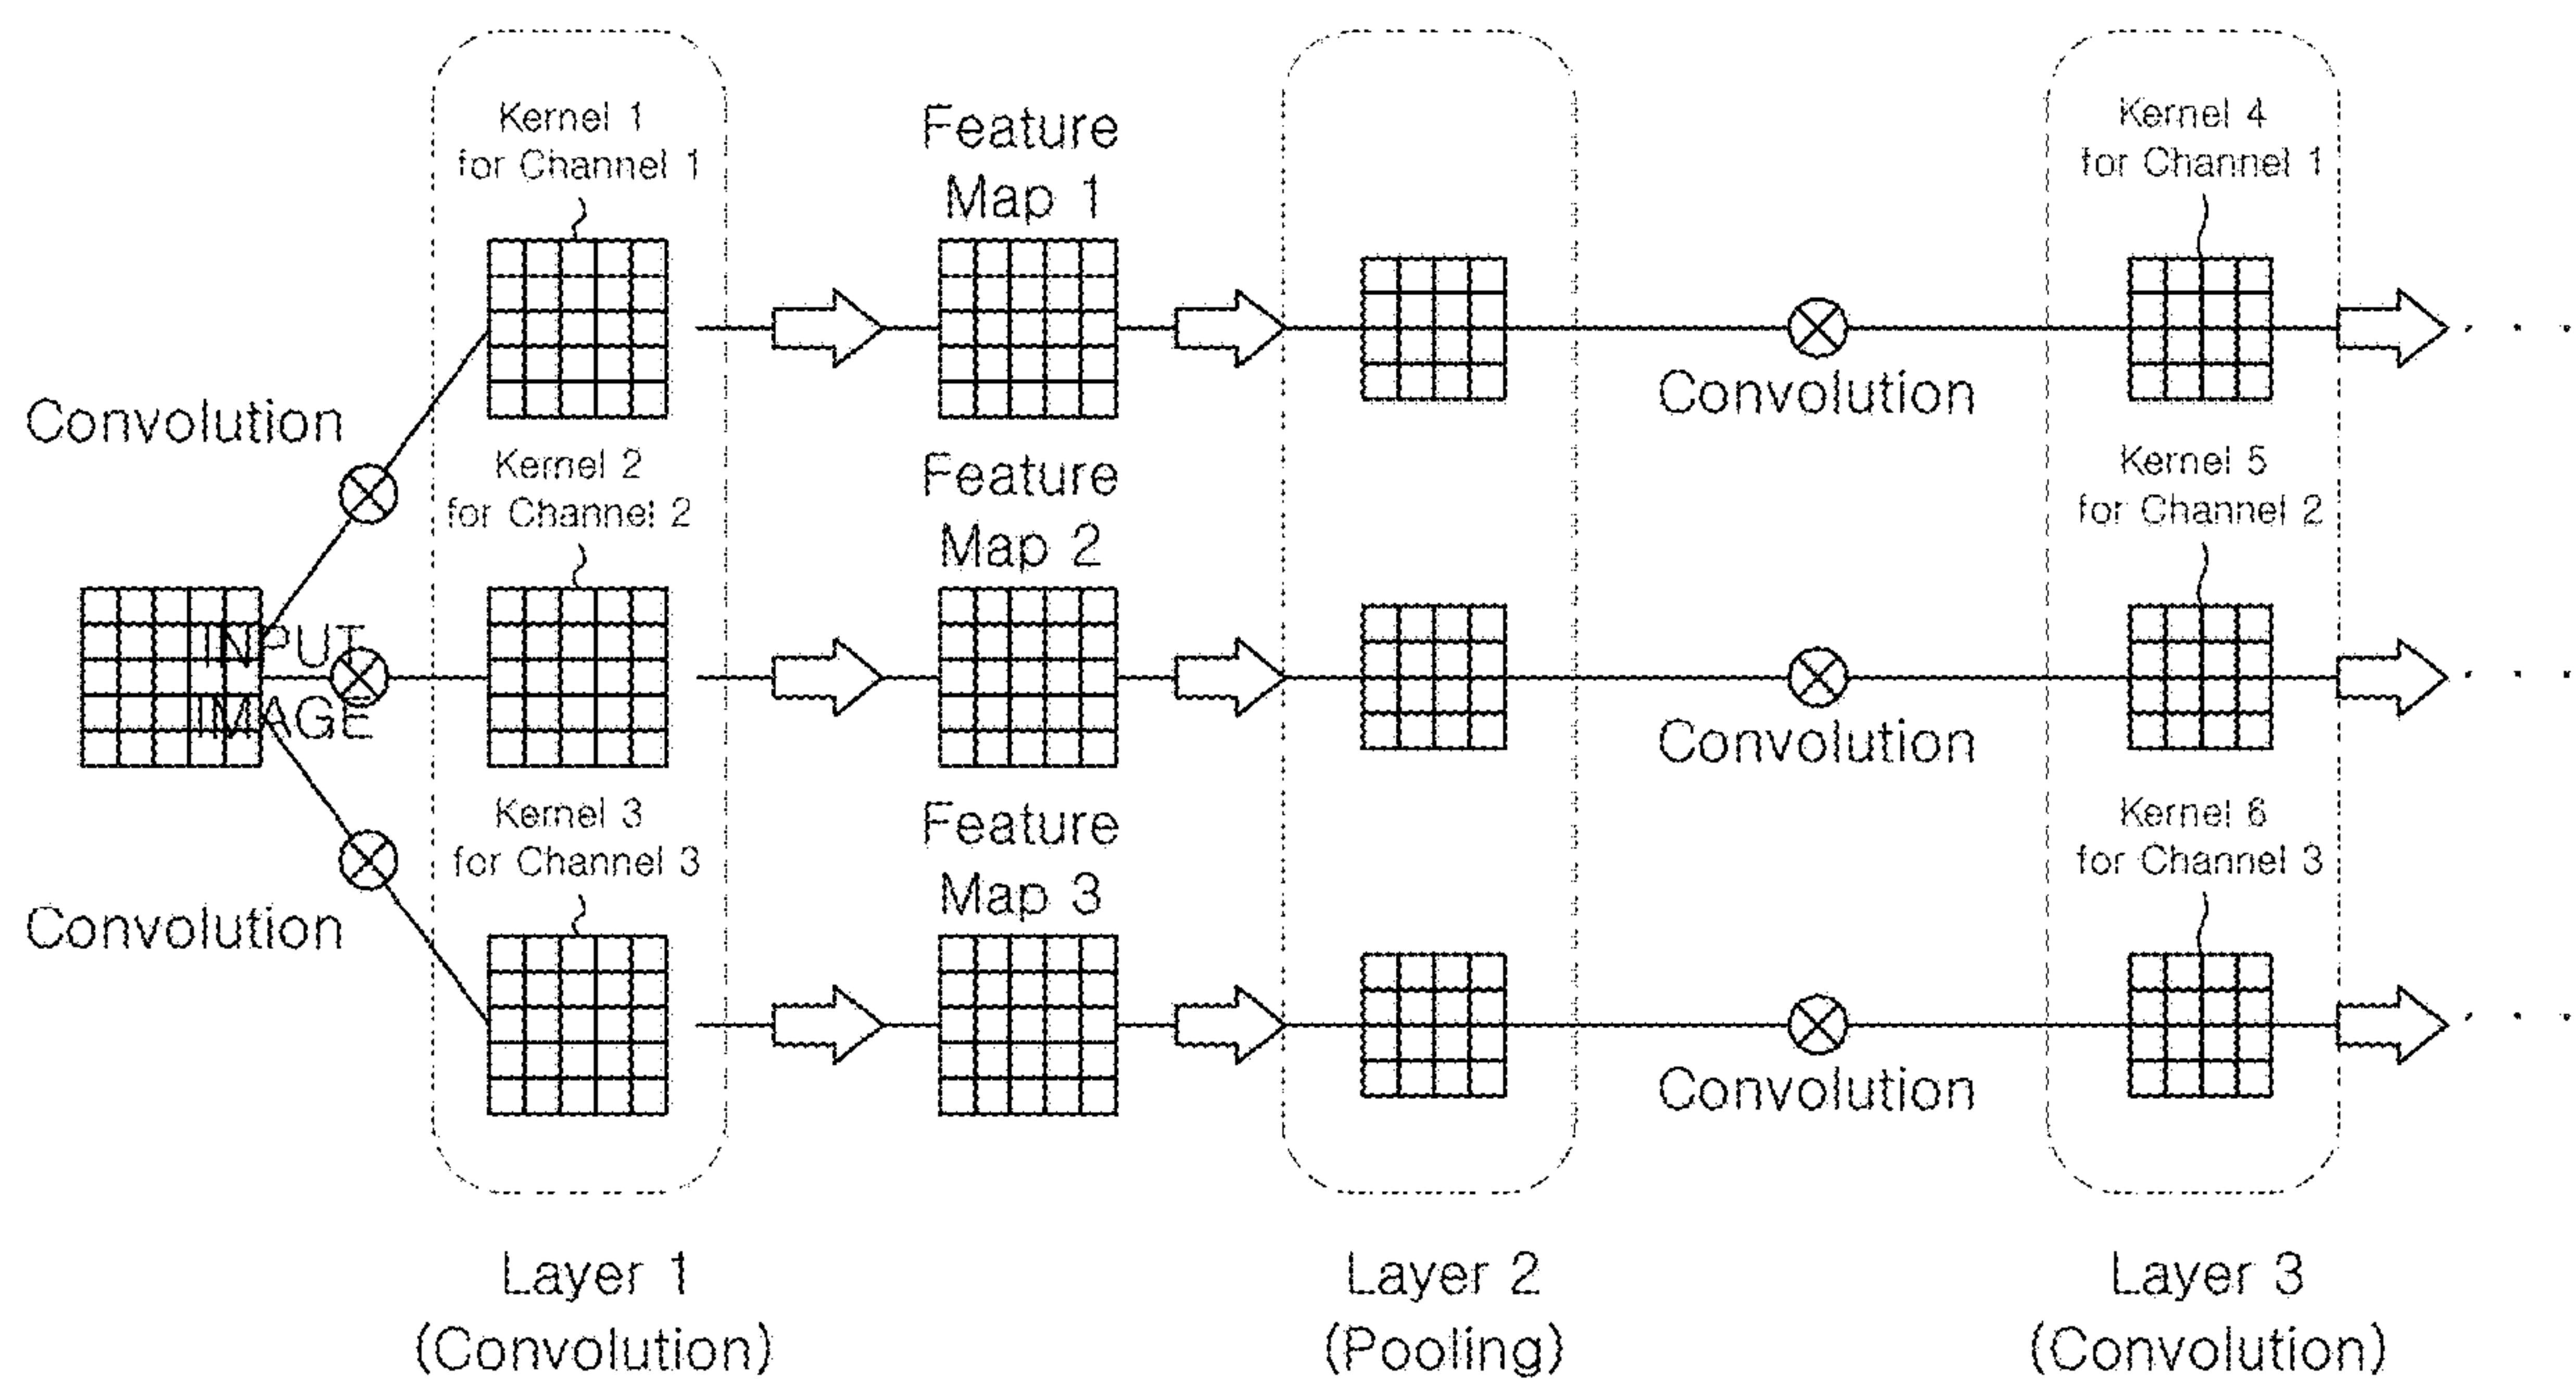 Kernel 1
for Channel 1
Feature
Map 1
Kernel 4
for Channel 1
Convolution
Convolution
Kernel 2
for Channel 2
Feature
Map 2
Kernel 5
for Channel 2
INPUT
IMAGE
Convolution
Kernel 3
for Channel 3
Feature
Map 3
Kernel 6
for Channel 3
Convolution
Convolution
Layer 1
(Convolution)
Layer 2
(Pooling)
Layer 3
(Convolution)